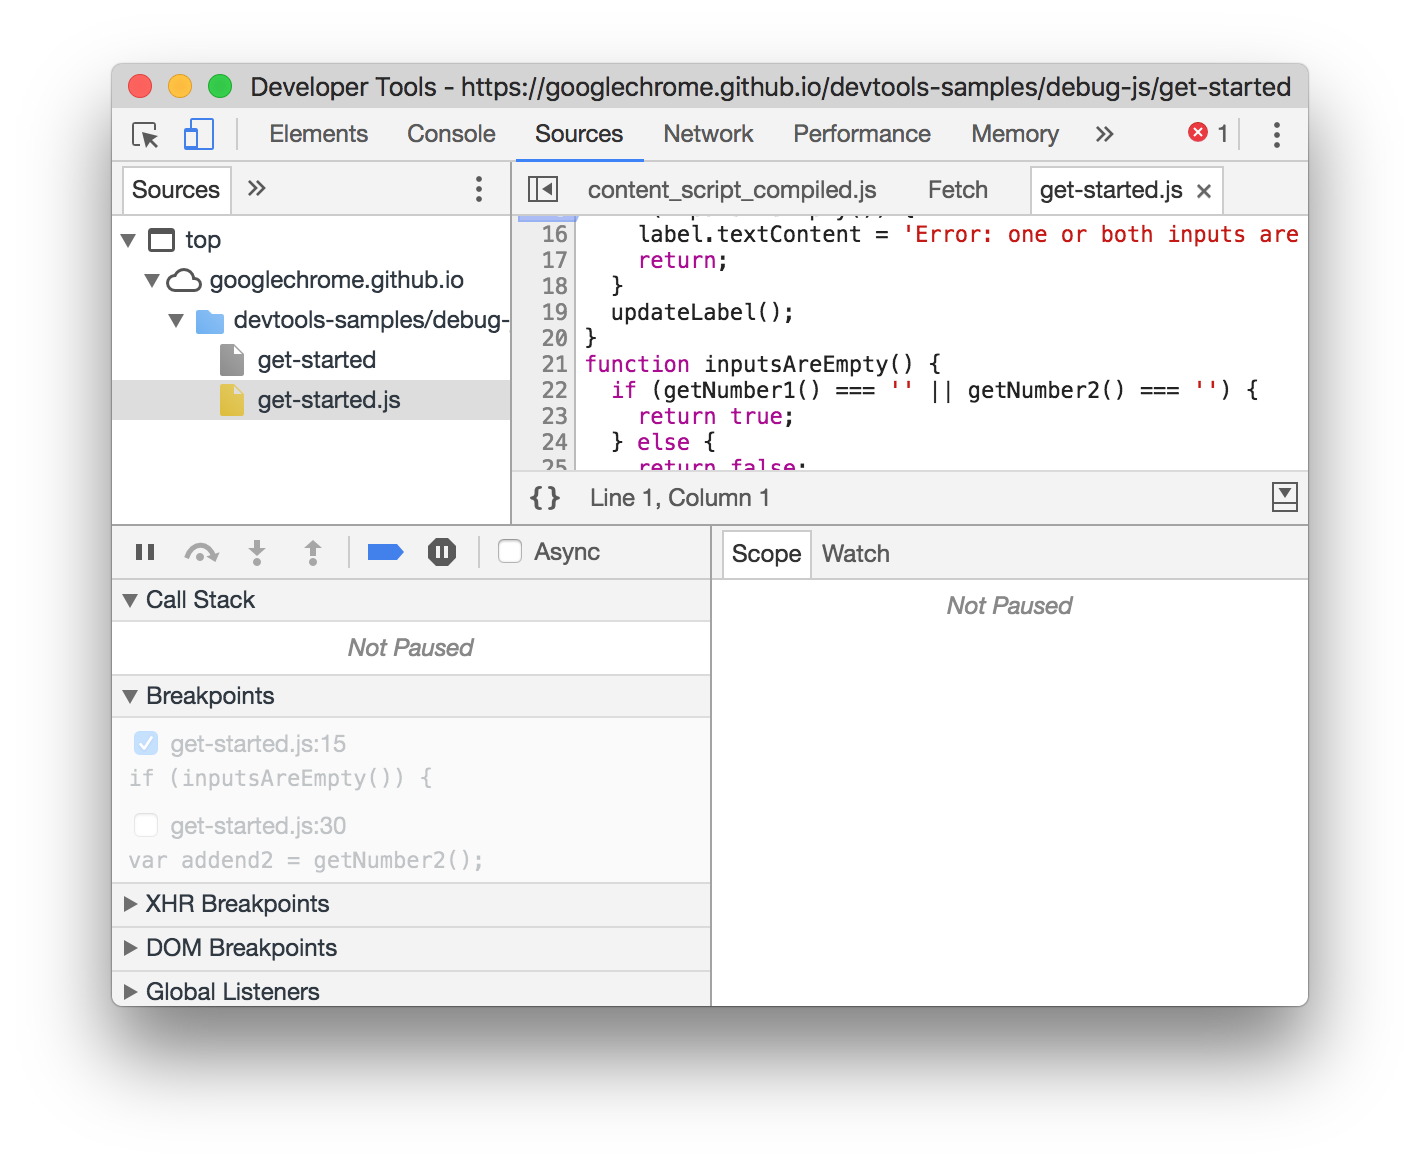 Developer Tools - https://googlechrome.github.io/devtools-samples/debug-js/get-started
Elements Console Sources Network Performance Memory » 1
Sources »
content_script_compiled.js Fetch get-started.js ×
top
googlechrome.github.io
devtools-samples/debug-
get-started
get-started.js
16 label.textContent = 'Error: one or both inputs are
17 return;
18 }
19 updateLabel();
20 }
21 function inputsAreEmpty() {
22 if (getNumber1() === '' || getNumber2() === '') {
23 return true;
24 } else {
25 return false;
{} Line 1, Column 1
Async
Call Stack
Not Paused
Breakpoints
get-started.js:15
if (inputsAreEmpty()) {
get-started.js:30
var addend2 = getNumber2();
XHR Breakpoints
DOM Breakpoints
Global Listeners
Scope Watch
Not Paused